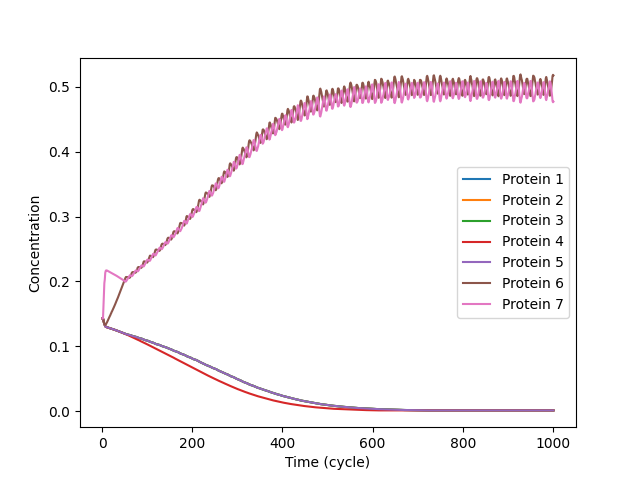 0.5
0.4
0.3
0.2
0.1
0.0
Concentration
Protein 1
Protein 2
Protein 3
Protein 4
Protein 5
Protein 6
Protein 7
0 200 400 600 800 1000
Time (cycle)